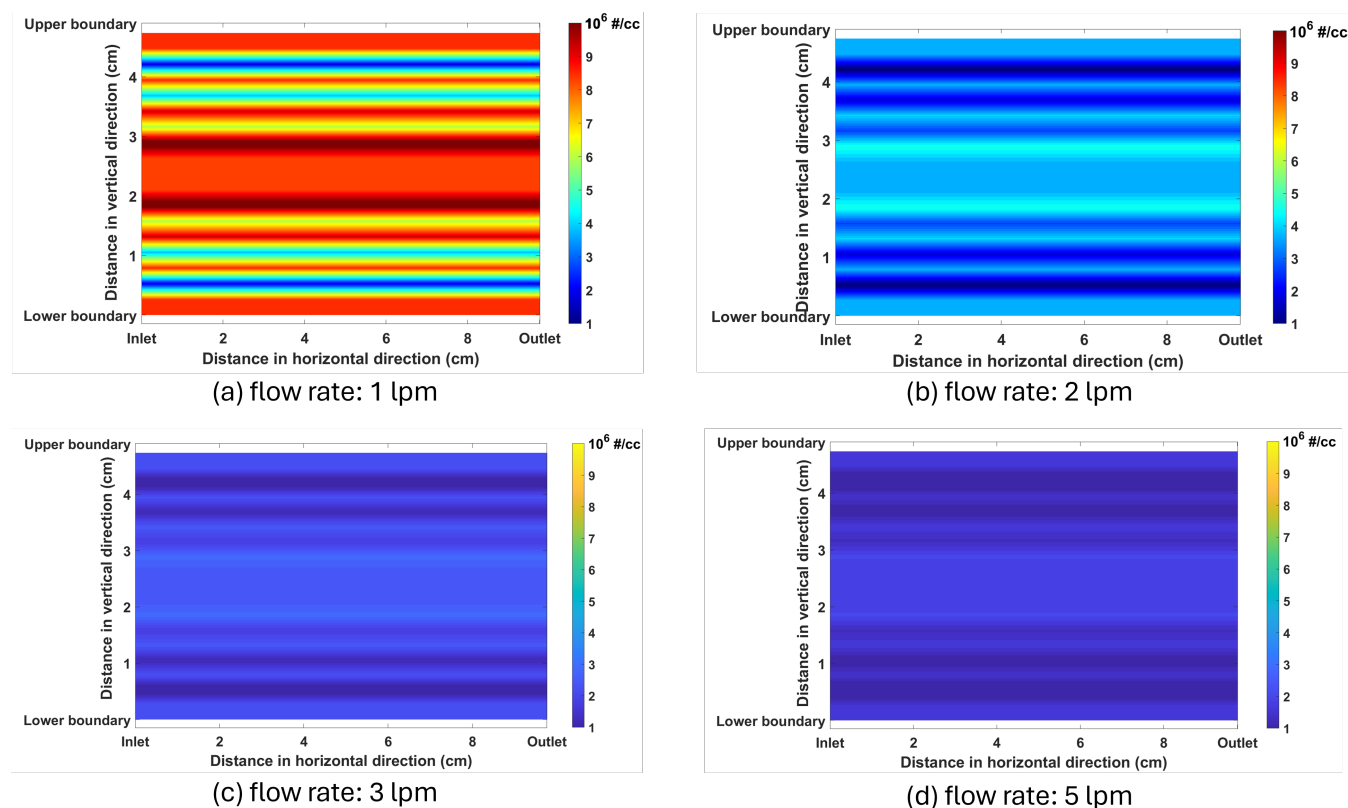 Upper boundary
10^6 #/cc
Distance in vertical direction (cm)
4
3
2
1
Lower boundary
9
8
7
6
5
4
3
2
1
Inlet 2 4 6 8 Outlet
Distance in horizontal direction (cm)
(a) flow rate: 1 lpm
Upper boundary
10^6 #/cc
Distance in vertical direction (cm)
4
3
2
1
Lower boundary
9
8
7
6
5
4
3
2
1
Inlet 2 4 6 8 Outlet
Distance in horizontal direction (cm)
(b) flow rate: 2 lpm
Upper boundary
10^6 #/cc
Distance in vertical direction (cm)
4
3
2
1
Lower boundary
9
8
7
6
5
4
3
2
1
Inlet 2 4 6 8 Outlet
Distance in horizontal direction (cm)
(c) flow rate: 3 lpm
Upper boundary
10^6 #/cc
Distance in vertical direction (cm)
4
3
2
1
Lower boundary
9
8
7
6
5
4
3
2
1
Inlet 2 4 6 8 Outlet
Distance in horizontal direction (cm)
(d) flow rate: 5 lpm